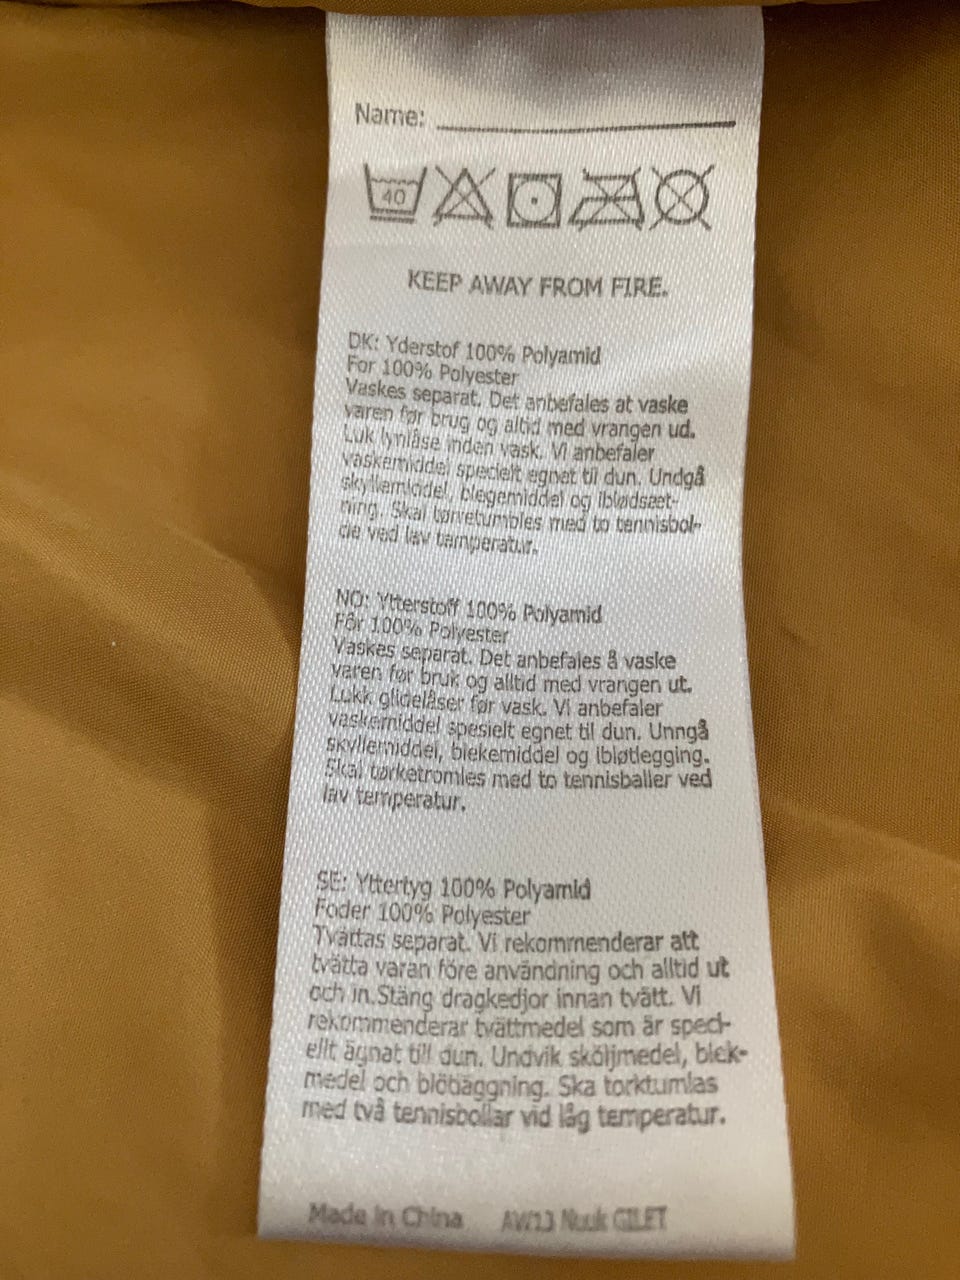 Name:
40
KEEP AWAY FROM FIRE.
DK: Yderstof 100% Polyamid
For 100% Polyester
Vaskes separat. Det anbefales at vaske
varen før brug og altid med vrangen ud.
Luk lynlåse inden vask. Vi anbefaler
vaskemiddel specielt egnet til dun. Undgå
skyllemiddel, blegemiddel og iblødsæt-
ning. Skal tørretumbles med to tennisbol-
de ved lav temperatur.
NO: Ytterstoff 100% Polyamid
Fôr 100% Polyester
Vaskes separat. Det anbefales å vaske
varen før bruk og alltid med vrangen ut.
Lukk glidelåser før vask. Vi anbefaler
vaskemiddel spesielt egnet til dun. Unngå
skyllemiddel, blekemiddel og ibløtlegging.
Skal tørketromles med to tennisballer ved
lav temperatur.
SE: Yttertyg 100% Polyamid
Foder 100% Polyester
Tvättas separat. Vi rekommenderar att
tvätta varan före användning och alltid ut
och in.Stäng dragkedjor innan tvätt. Vi
rekommenderar tvättmedel som är speci-
ellt ägnat till dun. Undvik sköljmedel, blek-
medel och blötläggning. Ska torktumlas
med två tennisbollar vid låg temperatur.
Made in China AW13 Nuuk GILET